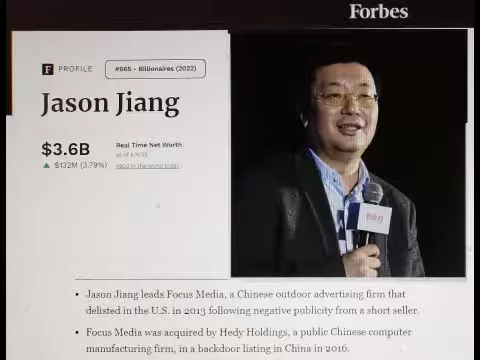 Forbes
F PROFILE
#665 - Billionaires (2022)
Jason Jiang
$3.6B
Real Time Net Worth
$132M (3.79%)
• Jason Jiang leads Focus Media, a Chinese outdoor advertising firm that
delisted in the U.S. in 2013 following negative publicity from a short seller.
• Focus Media was acquired by Hedy Holdings, a public Chinese computer
manufacturing firm, in a backdoor listing in China in 2016.